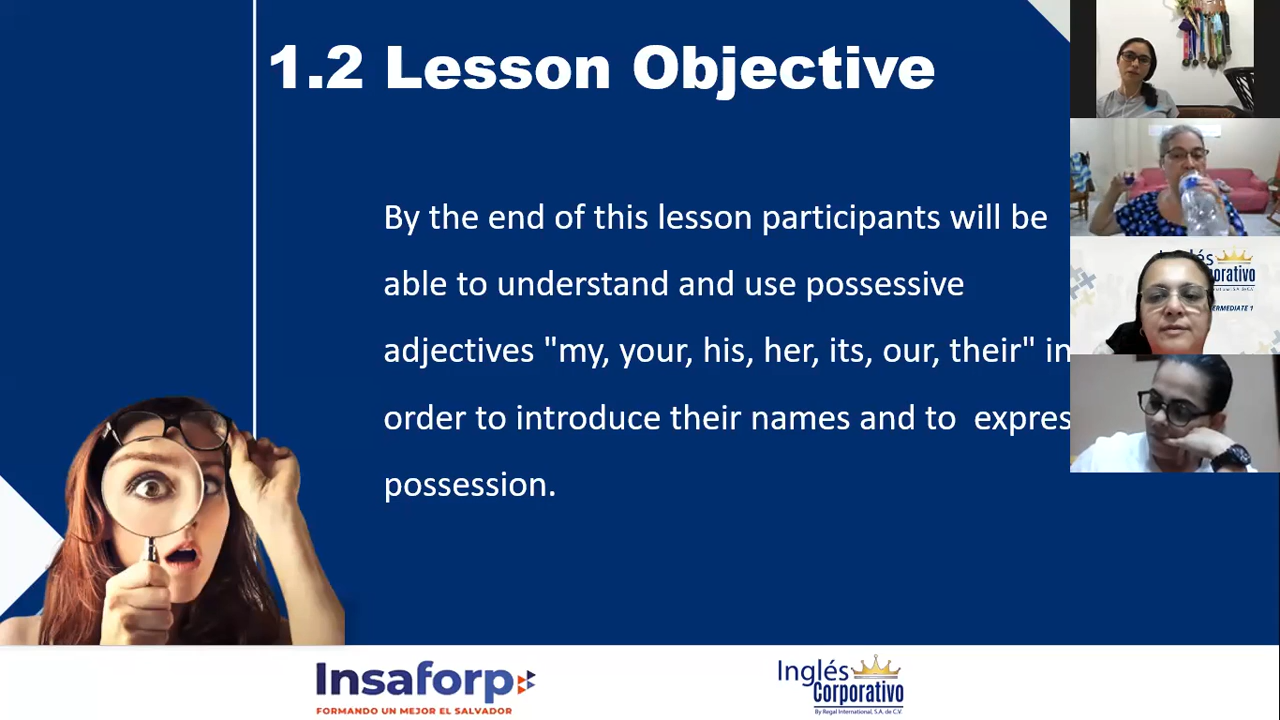 1.2 Lesson Objective
By the end of this lesson participants will be
able to understand and use possessive
adjectives "my, your, his, her, its, our, their" in
order to introduce their names and to expres
possession.
Insaforp
FORMANDO UN MEJOR EL SALVADOR
Inglés
Corporativo
By Regal International, S.A. de C.V.